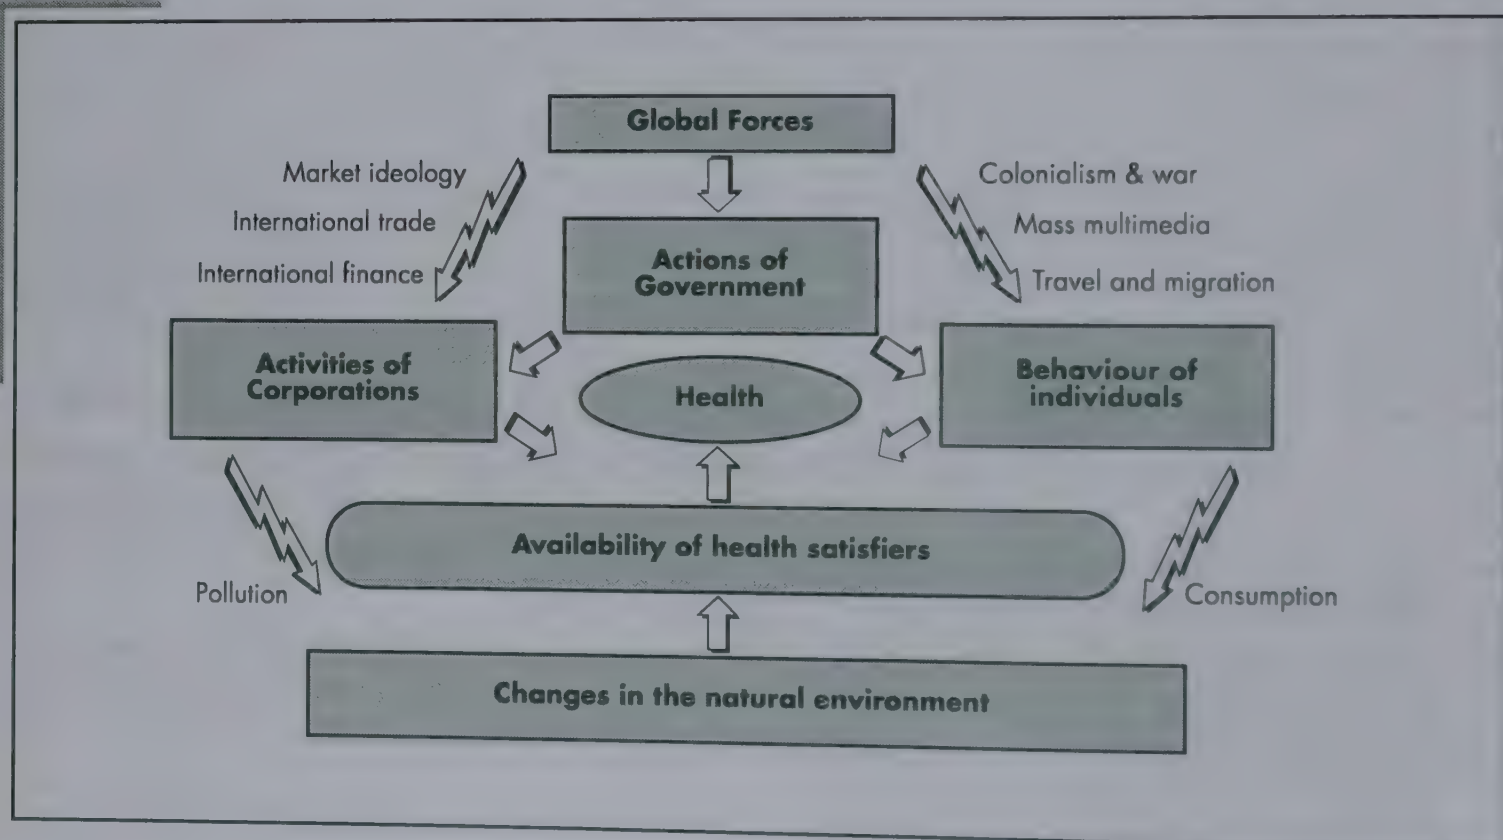 Global Forces
Market ideology
International trade
International finance
Colonialism & war
Mass multimedia
Travel and migration
Actions of
Government
Activities of
Corporations
Health
Behaviour of
individuals
Availability of health satisfiers
Pollution
Consumption
Changes in the natural environment